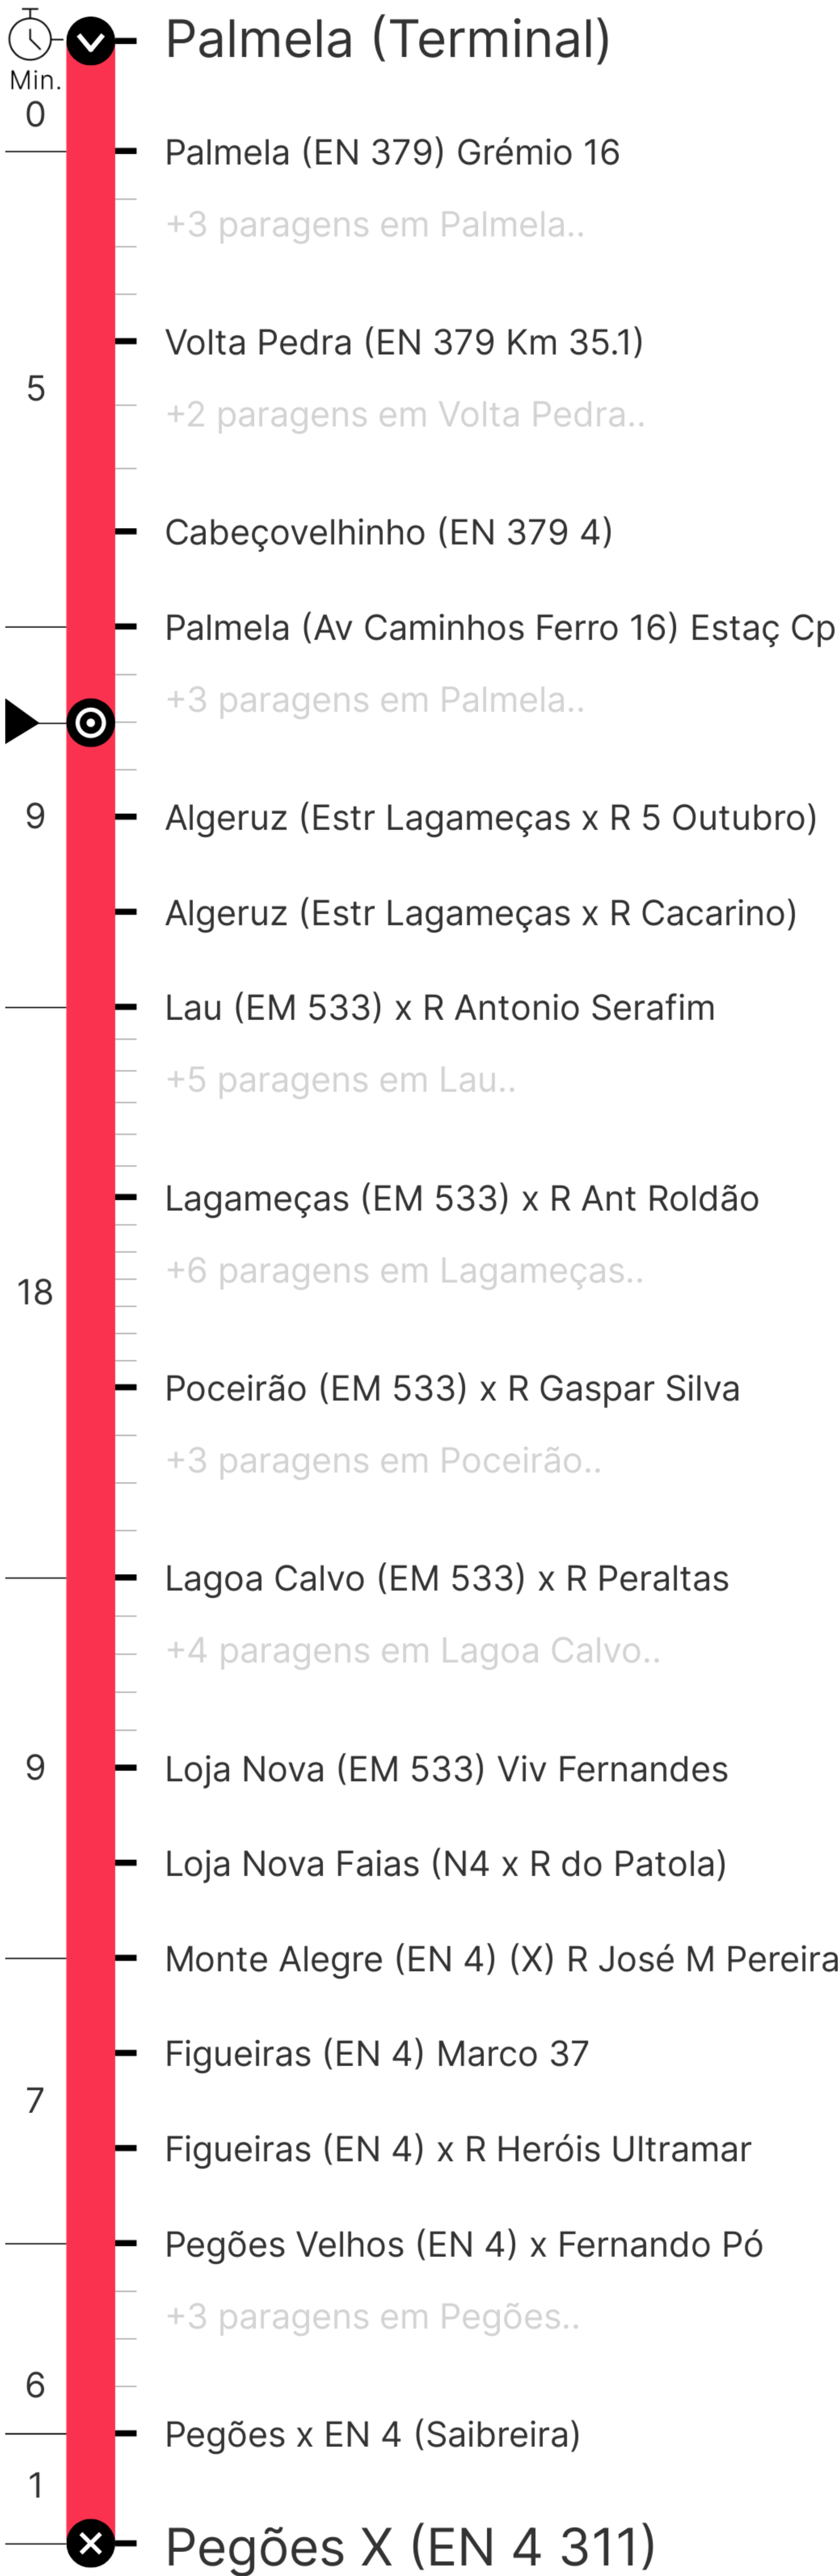 Palmela (Terminal)
Min.
0
Palmela (EN 379) Grémio 16
+3 paragens em Palmela..
Volta Pedra (EN 379 Km 35.1)
5
+2 paragens em Volta Pedra..
Cabeçovelhinho (EN 379 4)
Palmela (Av Caminhos Ferro 16) Estaç Cp
+3 paragens em Palmela..
9
Algeruz (Estr Lagameças x R 5 Outubro)
Algeruz (Estr Lagameças x R Cacarino)
Lau (EM 533) x R Antonio Serafim
+5 paragens em Lau..
Lagameças (EM 533) x R Ant Roldão
+6 paragens em Lagameças..
18
Poceirão (EM 533) x R Gaspar Silva
+3 paragens em Poceirão..
Lagoa Calvo (EM 533) x R Peraltas
+4 paragens em Lagoa Calvo..
9
Loja Nova (EM 533) Viv Fernandes
Loja Nova Faias (N4 x R do Patola)
Monte Alegre (EN 4) (X) R José M Pereira
Figueiras (EN 4) Marco 37
7
Figueiras (EN 4) x R Heróis Ultramar
Pegões Velhos (EN 4) x Fernando Pó
+3 paragens em Pegões..
6
Pegões x EN 4 (Saibreira)
1
Pegões X (EN 4 311)